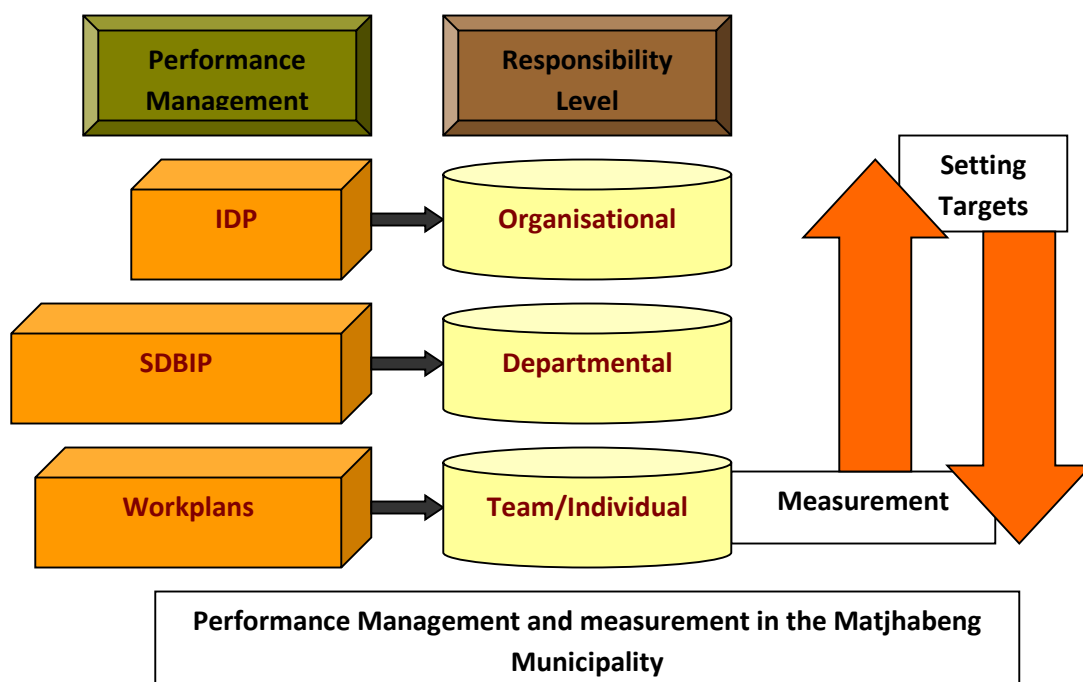 Performance
Management
Responsibility
Level
IDP
Organisational
Setting
Targets
SDBIP
Departmental
Workplans
Team/Individual
Measurement
Performance Management and measurement in the Matjhabeng
Municipality